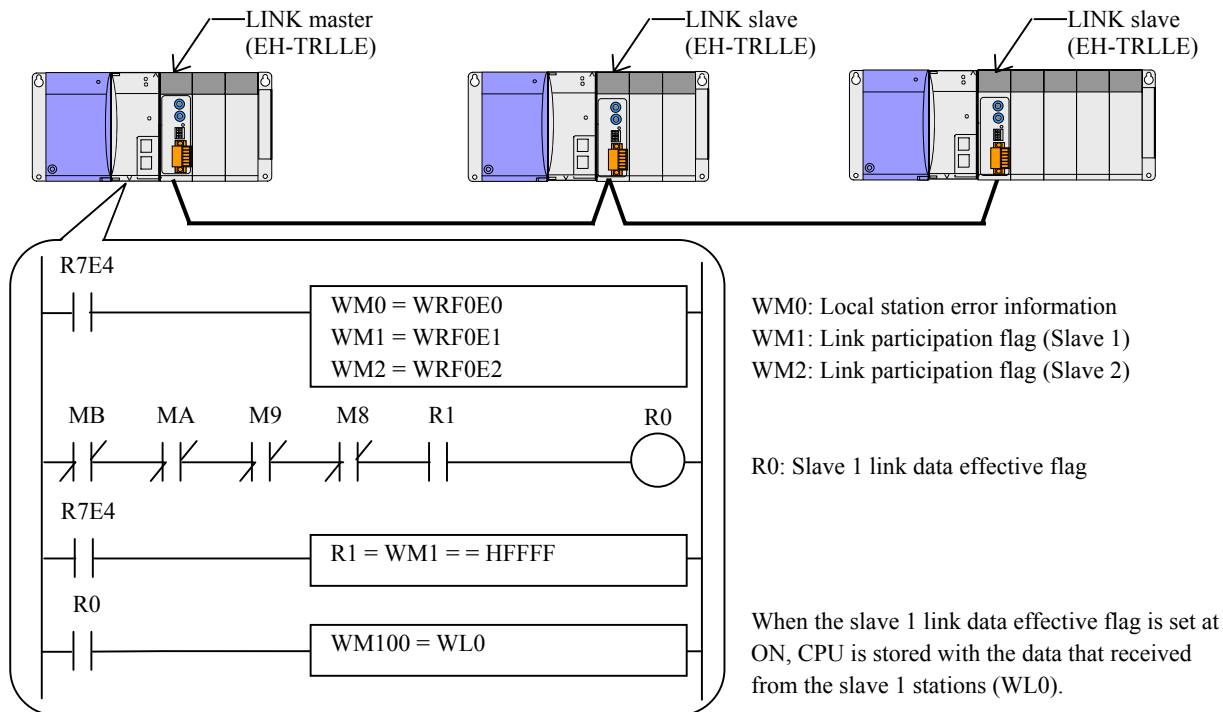 LINK master
(EH-TRLLE)
LINK slave
(EH-TRLLE)
LINK slave
(EH-TRLLE)
R7E4
WM0 = WRF0E0
WM1 = WRF0E1
WM2 = WRF0E2
WM0: Local station error information
WM1: Link participation flag (Slave 1)
WM2: Link participation flag (Slave 2)
MB MA M9 M8 R1 R0
R0: Slave 1 link data effective flag
R7E4
R1 = WM1 = = HFFFF
R0
WM100 = WL0
When the slave 1 link data effective flag is set at
ON, CPU is stored with the data that received
from the slave 1 stations (WL0).